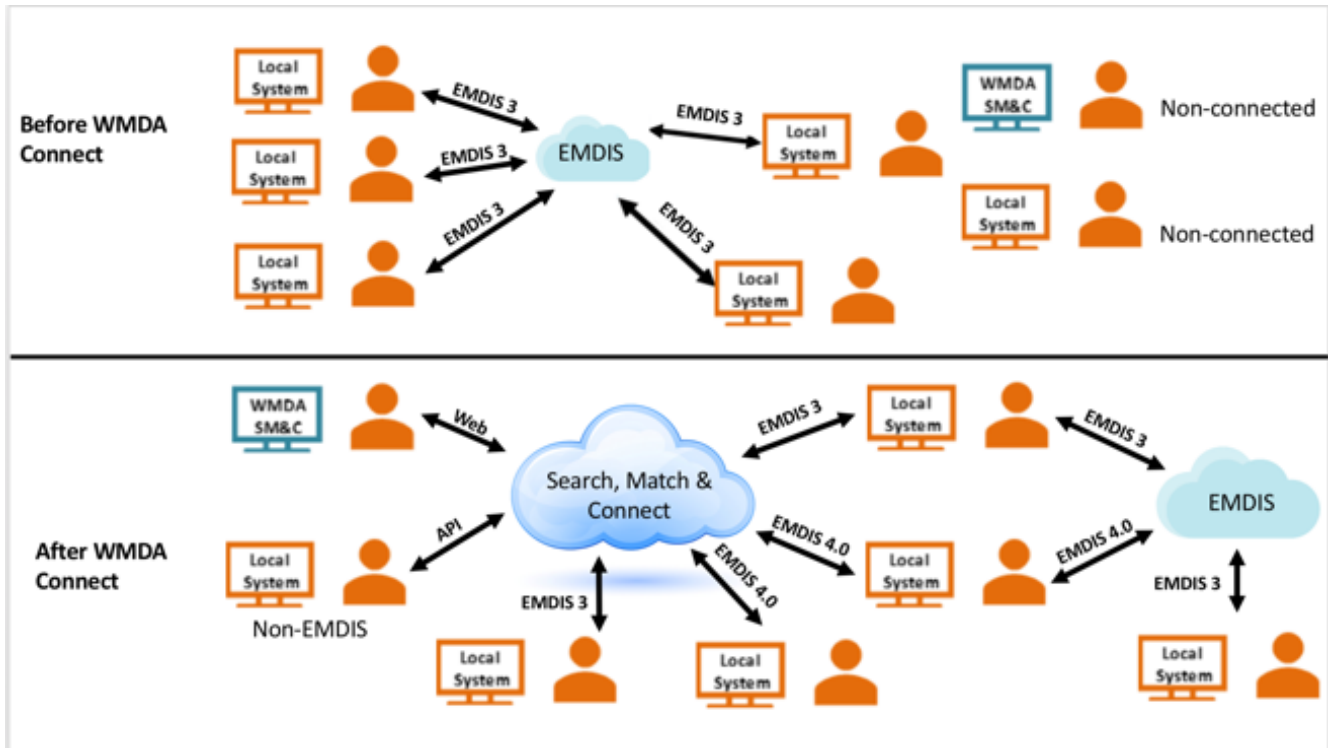 Before WMDA
Connect
Local
System
EMDIS 3
Local
System
EMDIS 3
Local
System
EMDIS 3
EMDIS
EMDIS 3
Local
System
EMDIS 3
Local
System
WMDA
SM&C
Non-connected
Local
System
Non-connected
After WMDA
Connect
WMDA
SM&C
Web
Local
System
Non-EMDIS
API
Search, Match &
Connect
EMDIS 3
Local
System
EMDIS 4.0
Local
System
EMDIS 3
Local
System
EMDIS 4.0
Local
System
EMDIS 3
EMDIS 4.0
EMDIS
EMDIS 3
Local
System